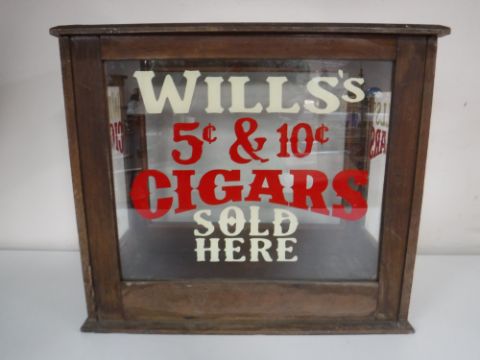 WILLS'S
5¢ & 10¢
CIGARS
SOLD
HERE